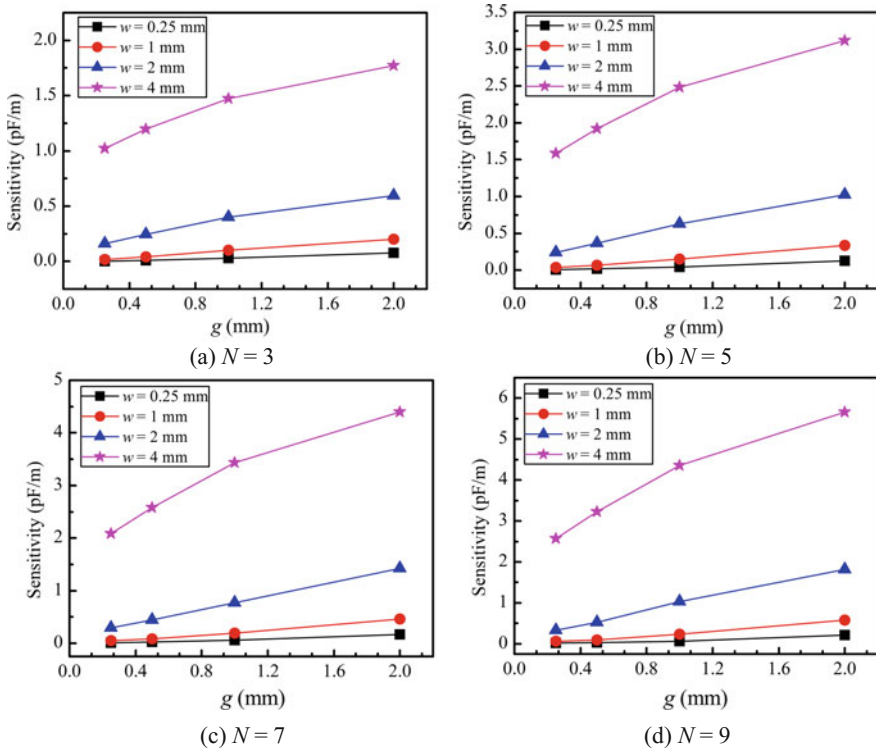 w = 0.25 mm
w = 1 mm
w = 2 mm
w = 4 mm
Sensitivity (pF/m)
2.0
1.5
1.0
0.5
0.0
0.0 0.4 0.8 1.2 1.6 2.0
g (mm)
(a) N = 3
w = 0.25 mm
w = 1 mm
w = 2 mm
w = 4 mm
Sensitivity (pF/m)
3.5
3.0
2.5
2.0
1.5
1.0
0.5
0.0
0.0 0.4 0.8 1.2 1.6 2.0
g (mm)
(b) N = 5
w = 0.25 mm
w = 1 mm
w = 2 mm
w = 4 mm
Sensitivity (pF/m)
5
4
3
2
1
0
0.0 0.4 0.8 1.2 1.6 2.0
g (mm)
(c) N = 7
w = 0.25 mm
w = 1 mm
w = 2 mm
w = 4 mm
Sensitivity (pF/m)
6
5
4
3
2
1
0
0.0 0.4 0.8 1.2 1.6 2.0
g (mm)
(d) N = 9